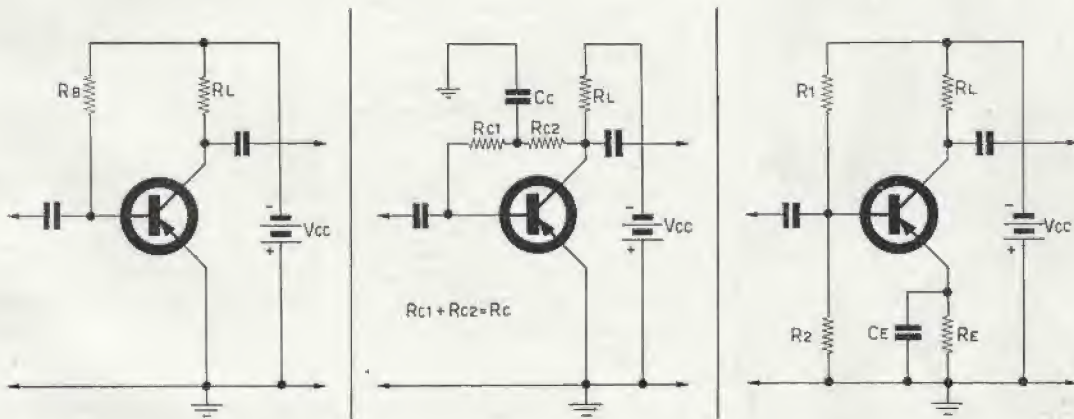 RB
RL
-
Vcc
+
Cc
RL
Rc1
Rc2
-
Vcc
+
Rc1+Rc2=Rc
R1
RL
-
Vcc
+
R2
CE
RE